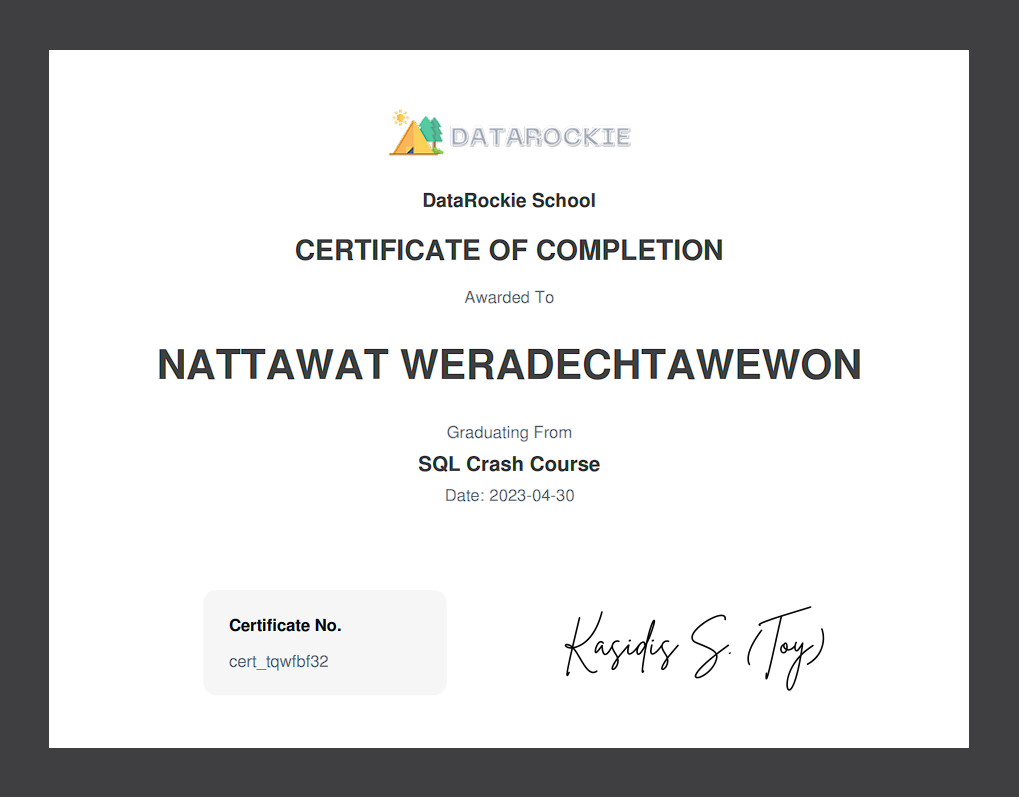 DATAROCKIE
DataRockie School
CERTIFICATE OF COMPLETION
Awarded To
NATTAWAT WERADECHTAWEWON
Graduating From
SQL Crash Course
Date: 2023-04-30
Certificate No.
cert_tqwfbf32
Kasidis S. (Toy)